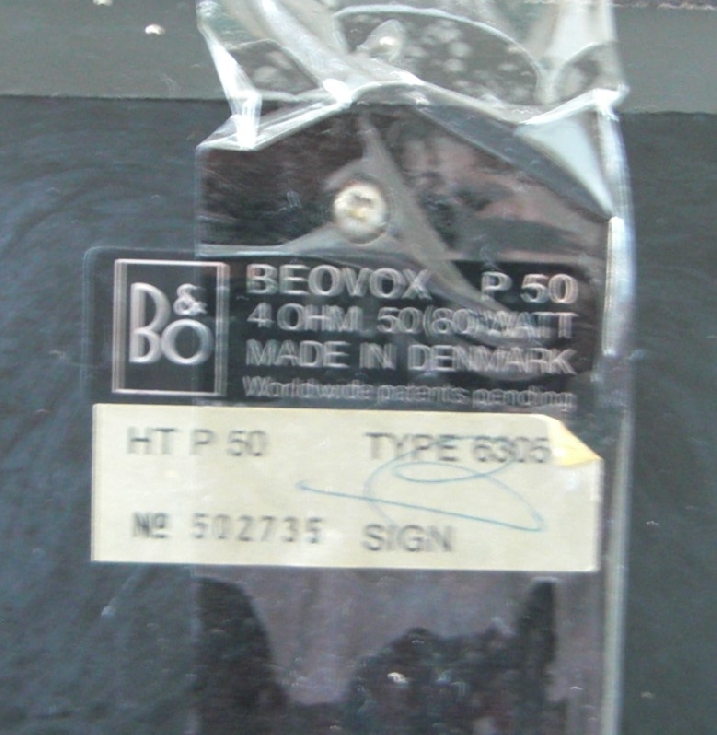 B&O
BEOVOX P 50
4 OHM 50(80)WATT
MADE IN DENMARK
Worldwide patents pending
HT P 50 TYPE 6305
№ 502735 SIGN